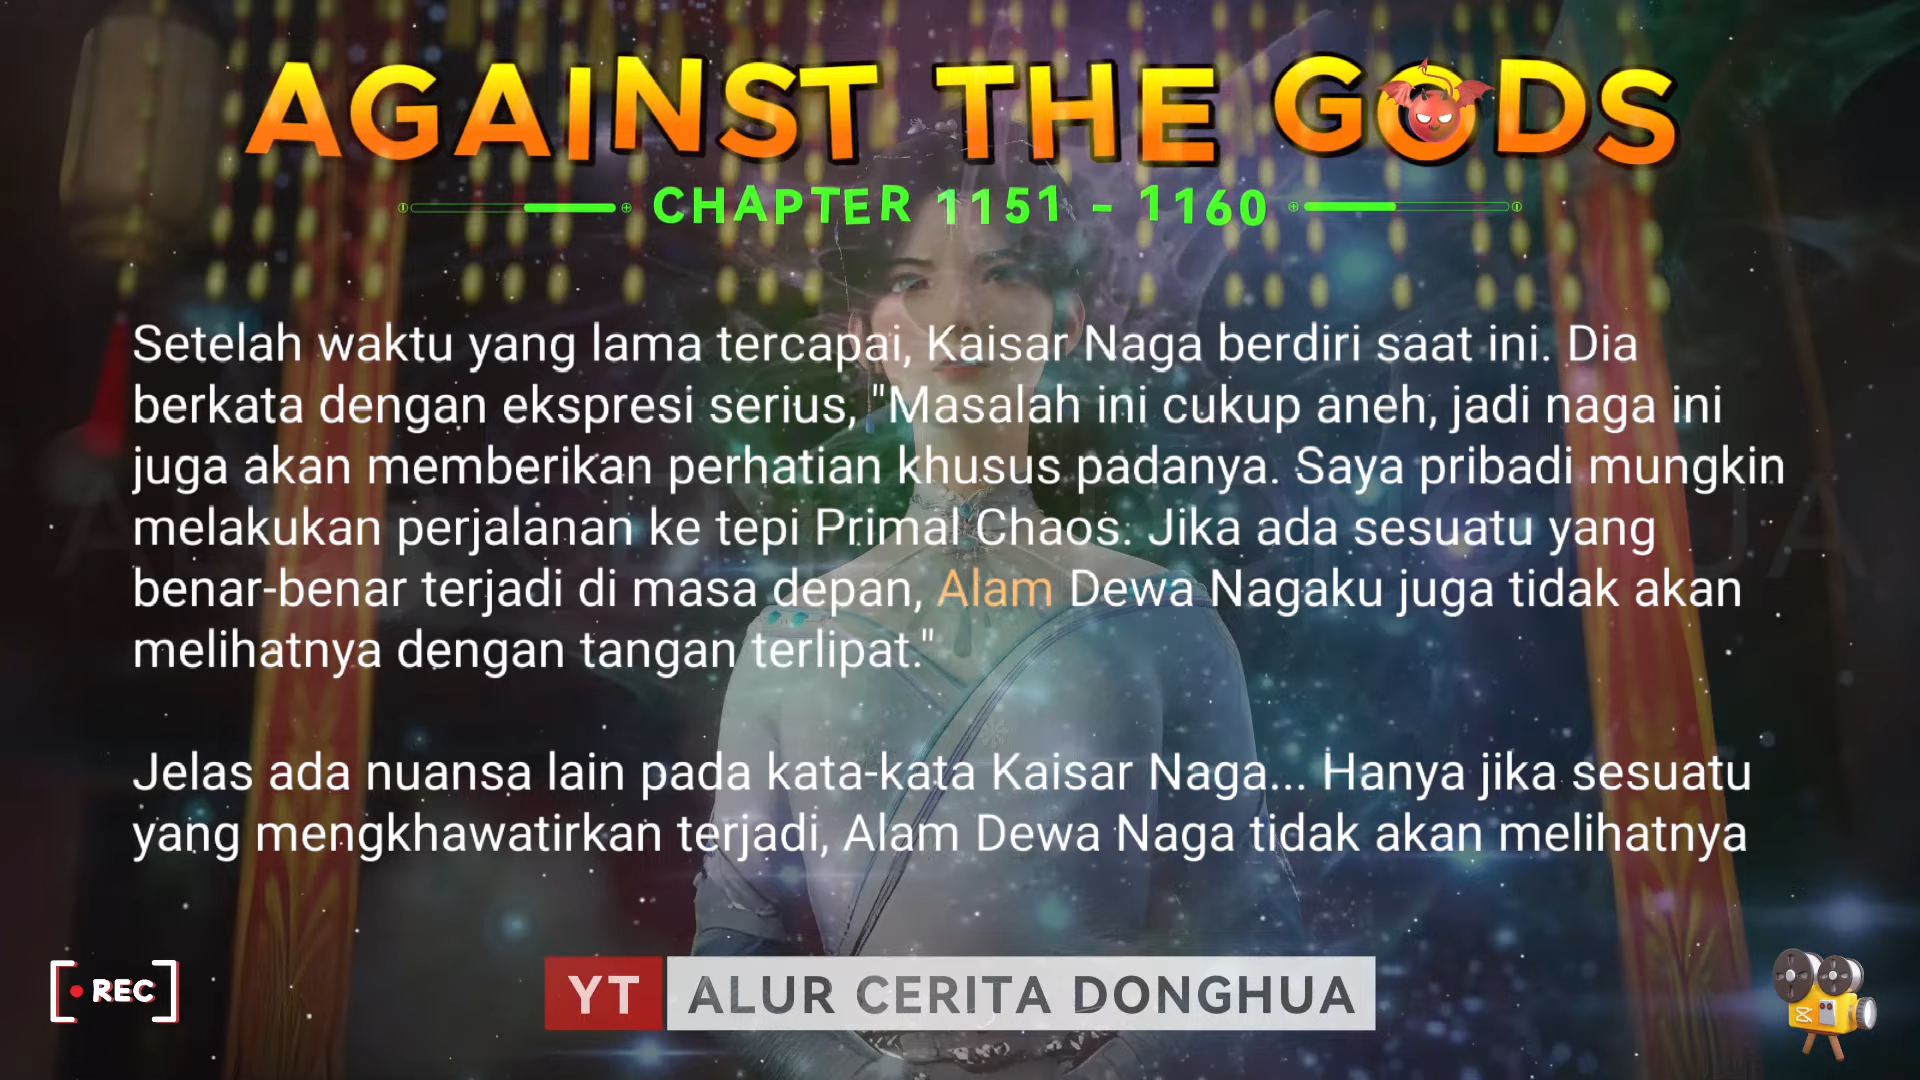 AGAINST THE GODS
CHAPTER 1151 - 1160
Setelah waktu yang lama tercapai, Kaisar Naga berdiri saat ini. Dia
berkata dengan ekspresi serius, "Masalah ini cukup aneh, jadi naga ini
juga akan memberikan perhatian khusus padanya. Saya pribadi mungkin
melakukan perjalanan ke tepi Primal Chaos. Jika ada sesuatu yang
benar-benar terjadi di masa depan, Alam Dewa Nagaku juga tidak akan
melihatnya dengan tangan terlipat."
Jelas ada nuansa lain pada kata-kata Kaisar Naga... Hanya jika sesuatu
yang mengkhawatirkan terjadi, Alam Dewa Naga tidak akan melihatnya
REC
YT ALUR CERITA DONGHUA